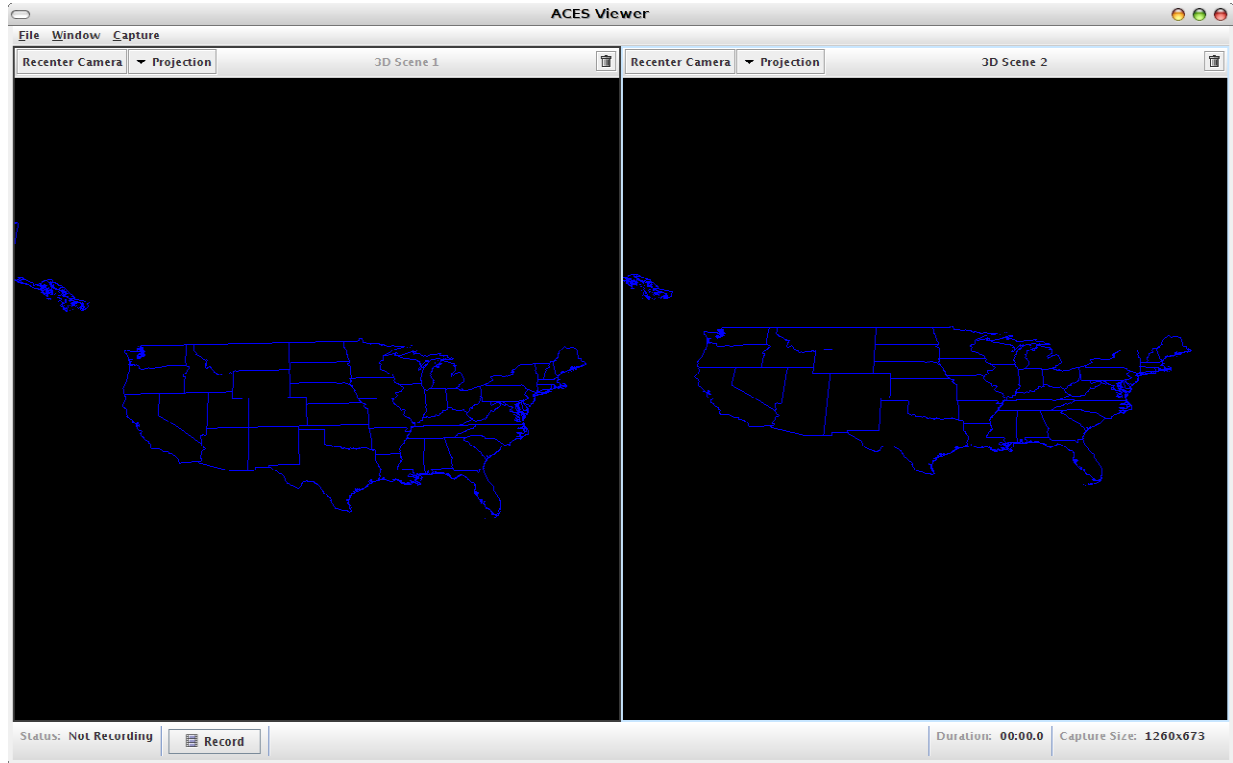 ACES Viewer
File Window Capture
Recenter Camera Projection 3D Scene 1
Recenter Camera Projection 3D Scene 2
Status: Not Recording Record Duration: 00:00.0 Capture Size: 1260x673